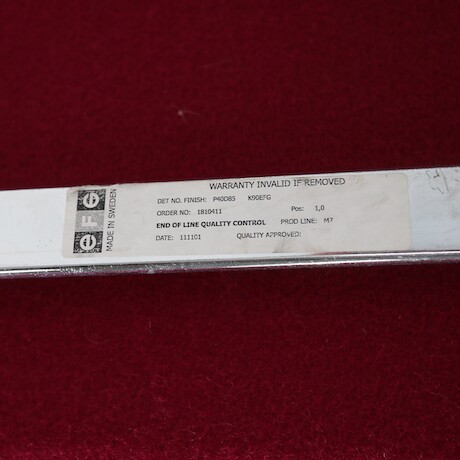 WARRANTY INVALID IF REMOVED
DET NO. FINISH: P40D85 K90EFG
ORDER NO: 1810411 Pos: 1,0
END OF LINE QUALITY CONTROL PROD LINE: M7
DATE: 111101 QUALITY APPROVED:
efg
MADE IN SWEDEN